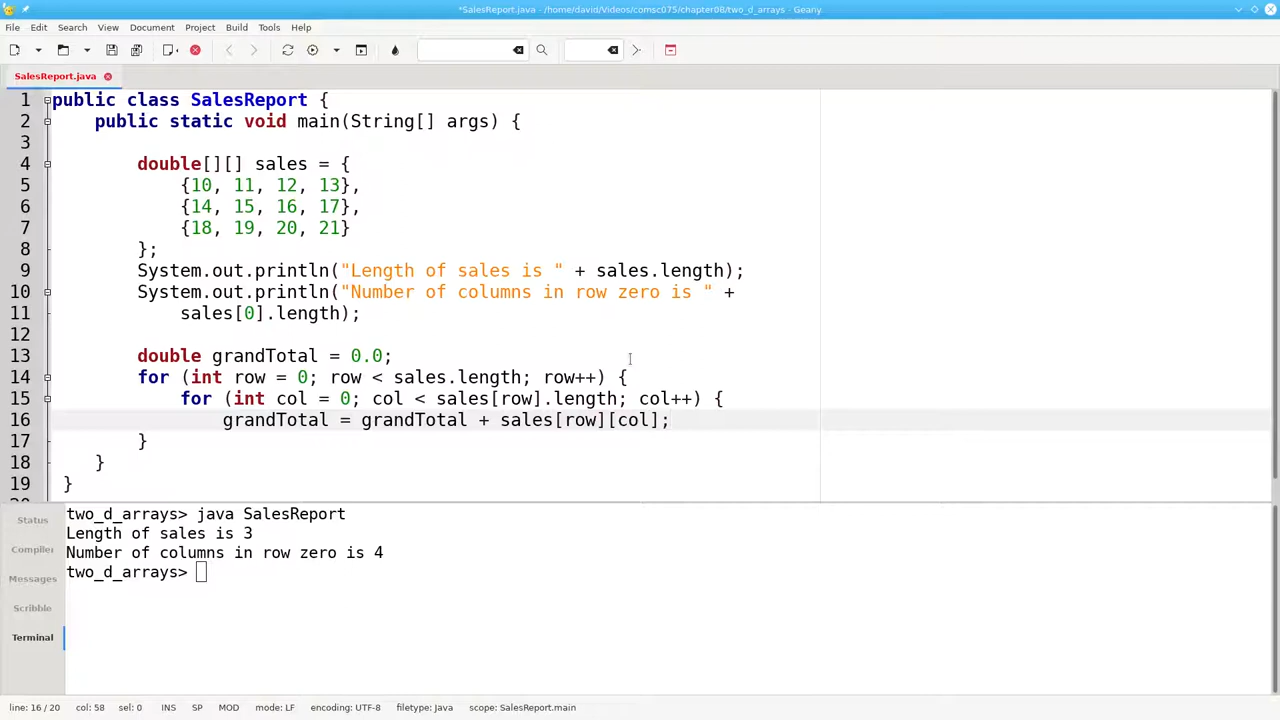 *SalesReport.java - /home/david/Videos/comsc075/chapter08/two_d_arrays - Geany
File Edit Search View Document Project Build Tools Help
SalesReport.java
1 public class SalesReport {
2 public static void main(String[] args) {
3
4 double[][] sales = {
5 {10, 11, 12, 13},
6 {14, 15, 16, 17},
7 {18, 19, 20, 21}
8 };
9 System.out.println("Length of sales is " + sales.length);
10 System.out.println("Number of columns in row zero is " +
11 sales[0].length);
12
13 double grandTotal = 0.0;
14 for (int row = 0; row < sales.length; row++) {
15 for (int col = 0; col < sales[row].length; col++) {
16 grandTotal = grandTotal + sales[row][col];
17 }
18 }
19 }
Status
Compiler
Messages
Scribble
Terminal
two_d_arrays> java SalesReport
Length of sales is 3
Number of columns in row zero is 4
two_d_arrays>
line: 16 / 20 col: 58 sel: 0 INS SP MOD mode: LF encoding: UTF-8 filetype: Java scope: SalesReport.main